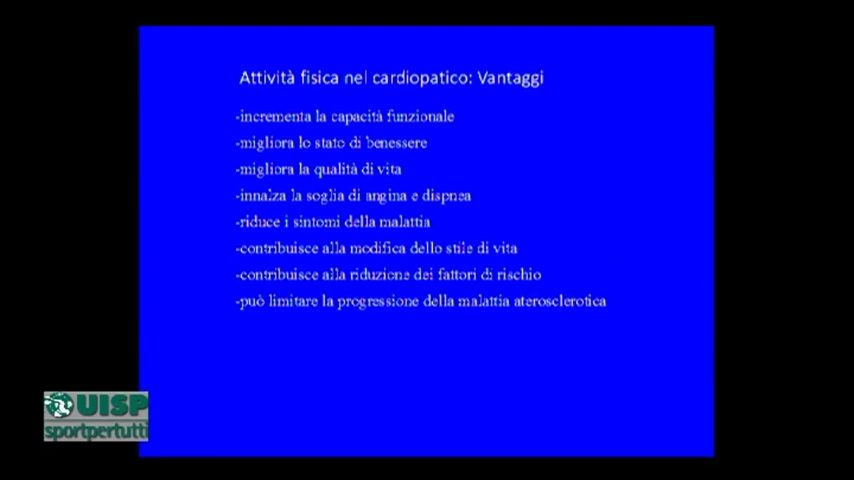 Attività fisica nel cardiopatico: Vantaggi
-incrementa la capacità funzionale
-migliora lo stato di benessere
-migliora la qualità di vita
-innalza la soglia di angina e dispnea
-riduce i sintomi della malattia
-contribuisce alla modifica dello stile di vita
-contribuisce alla riduzione dei fattori di rischio
-può limitare la progressione della malattia aterosclerotica
UISP
sportpertutti